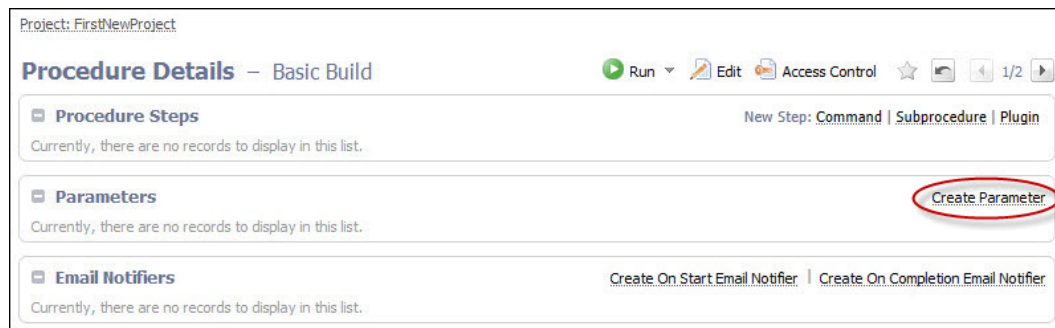 Project: FirstNewProject
Procedure Details – Basic Build Run Edit Access Control 1/2
Procedure Steps New Step: Command | Subprocedure | Plugin
Currently, there are no records to display in this list.
Parameters Create Parameter
Currently, there are no records to display in this list.
Email Notifiers Create On Start Email Notifier | Create On Completion Email Notifier
Currently, there are no records to display in this list.